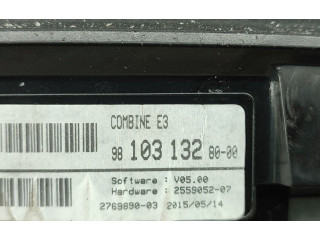 COMBINE E3
98 103 132 80-00
Software : V05.00
Hardware : 2559052-07
2769890-03 2015/05/14